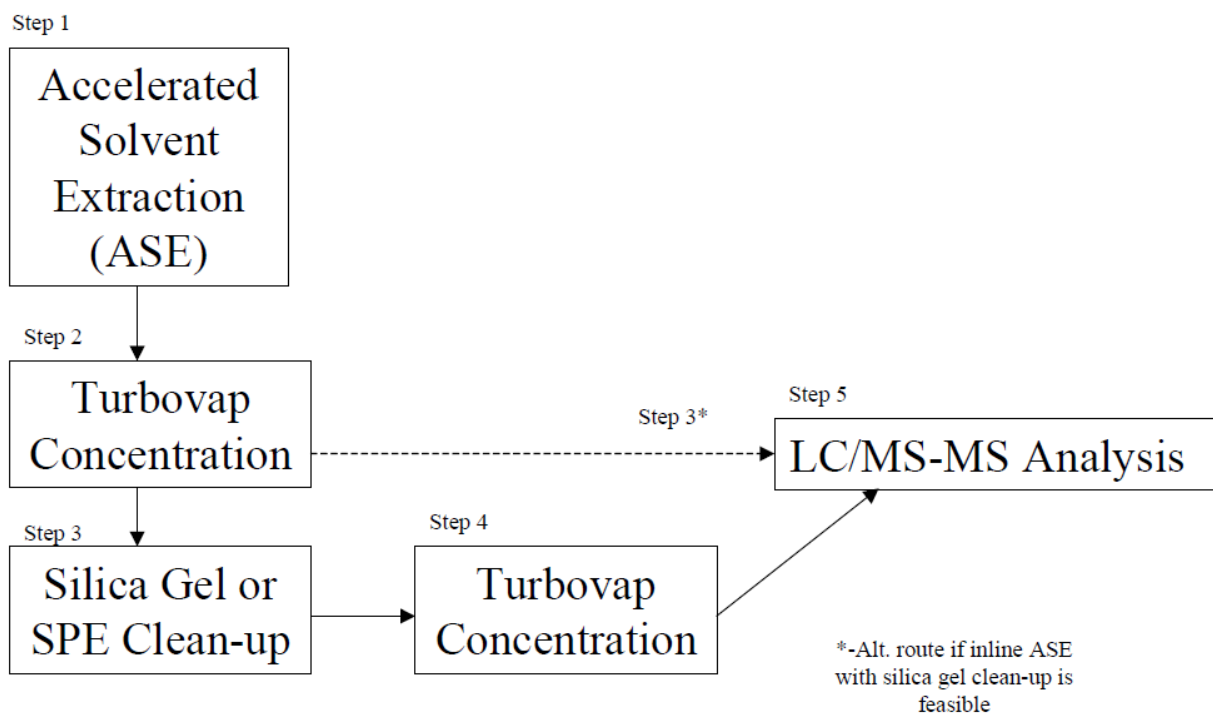 Step 1
Accelerated
Solvent
Extraction
(ASE)
Step 2
Turbovap
Concentration
Step 3*
Step 5
LC/MS-MS Analysis
Step 3
Silica Gel or
SPE Clean-up
Step 4
Turbovap
Concentration
*-Alt. route if inline ASE
with silica gel clean-up is
feasible